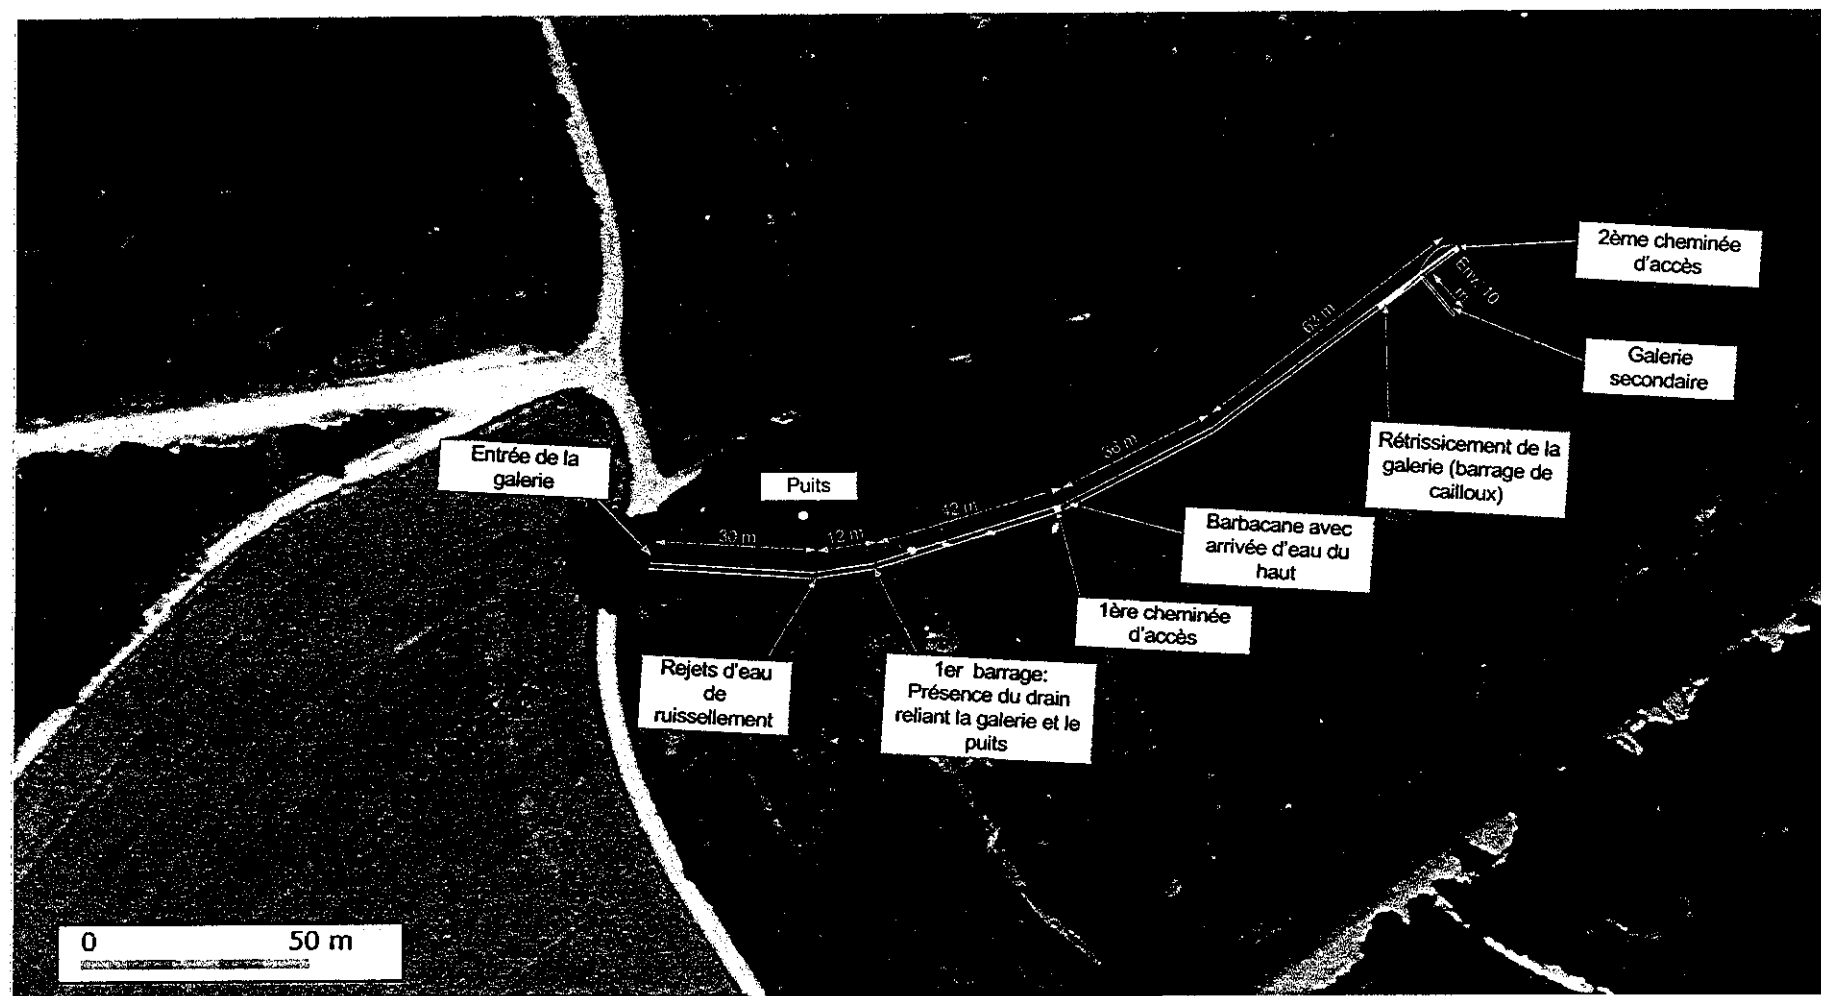 2ème cheminée
d'accès
Env. 10
m
63 m
Galerie
secondaire
Rétrissicement de la
galerie (barrage de
cailloux)
Entrée de la
galerie
Puits
30 m
12 m
42 m
Barbacane avec
arrivée d'eau du
haut
1ère cheminée
d'accès
Rejets d'eau
de
ruissellement
1er barrage:
Présence du drain
reliant la galerie et le
puits
0 50 m